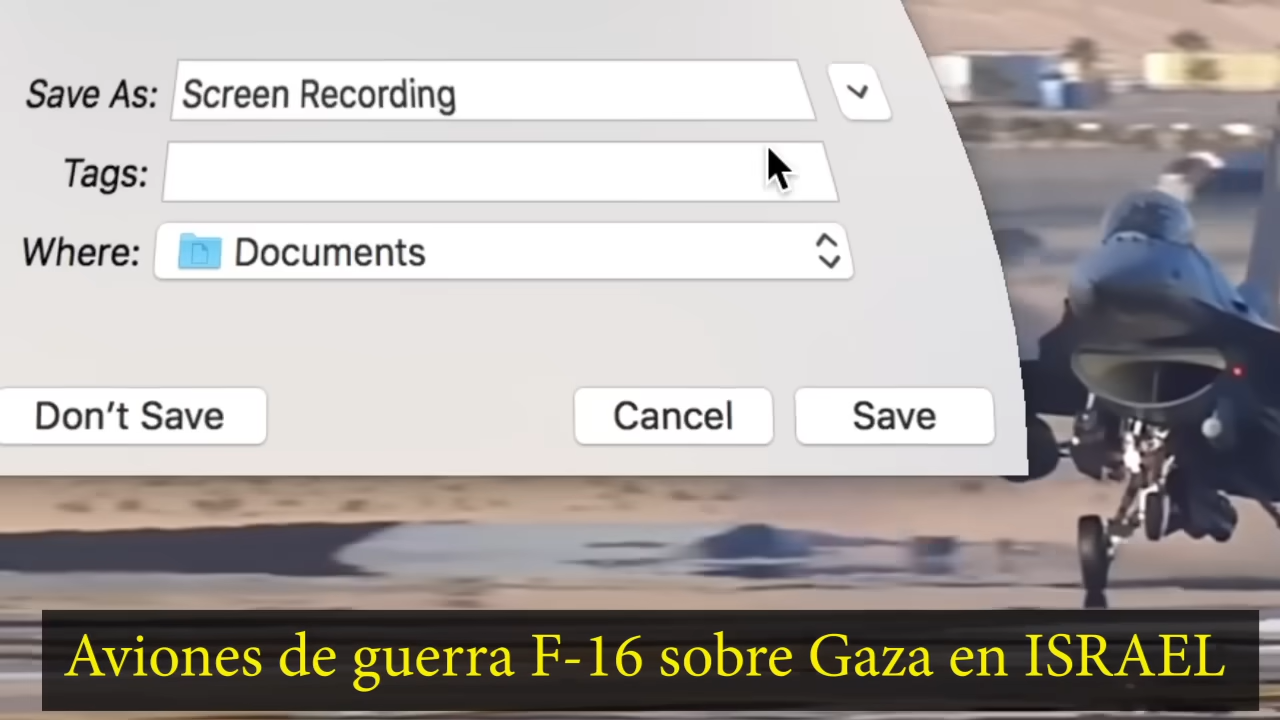 Save As: Screen Recording
Tags:
Where: Documents
Don't Save Cancel Save
Aviones de guerra F-16 sobre Gaza en ISRAEL